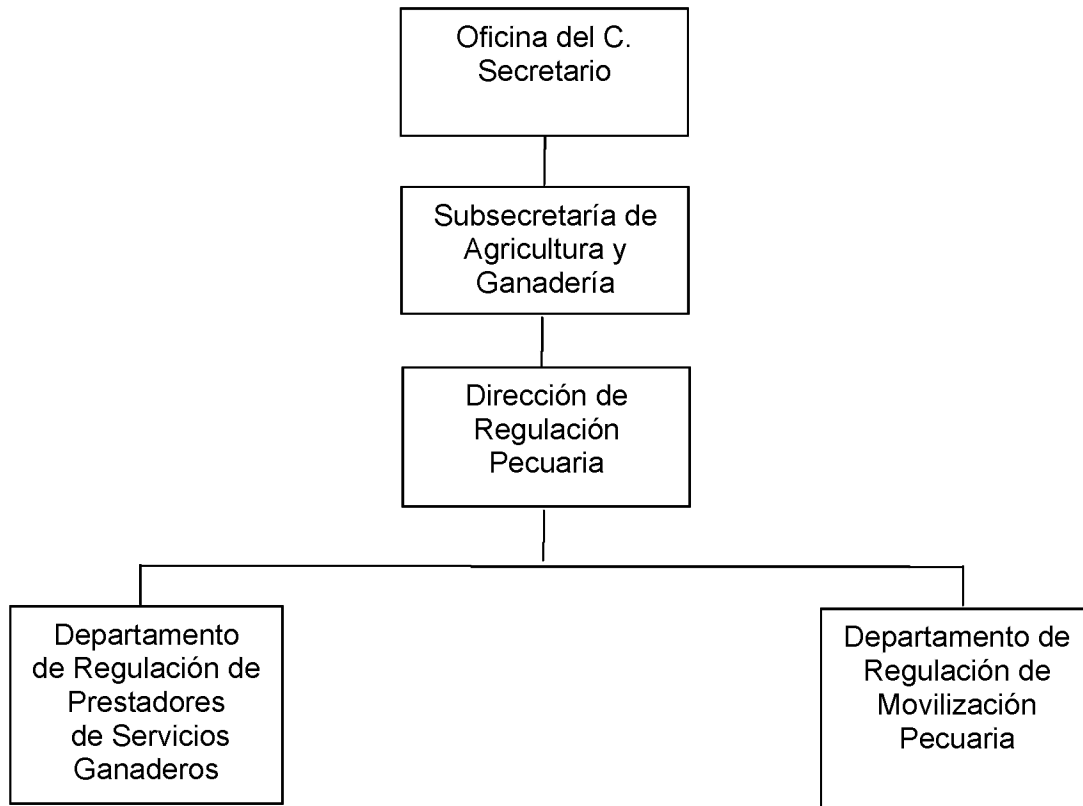 Oficina del C.
Secretario
Subsecretaría de
Agricultura y
Ganadería
Dirección de
Regulación
Pecuaria
Departamento
de Regulación de
Prestadores
de Servicios
Ganaderos
Departamento de
Regulación de
Movilización
Pecuaria